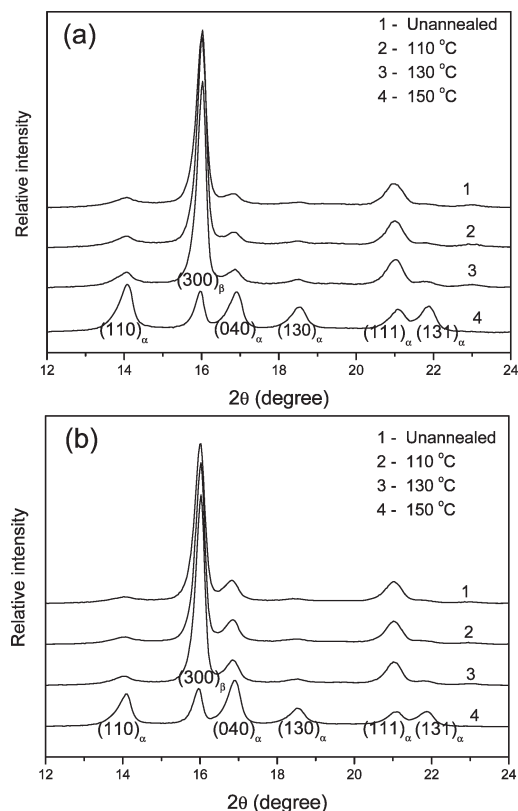 (a)
1 - Unannealed
2 - 110 °C
3 - 130 °C
4 - 150 °C
Relative intensity
1
2
3
(300)β
4
(110)α
(040)α
(130)α
(111)α
(131)α
12 14 16 18 20 22 24
2θ (degree)
(b)
1 - Unannealed
2 - 110 °C
3 - 130 °C
4 - 150 °C
Relative intensity
1
2
3
(300)β
4
(110)α
(040)α
(130)α
(111)α
(131)α
12 14 16 18 20 22 24
2θ (degree)